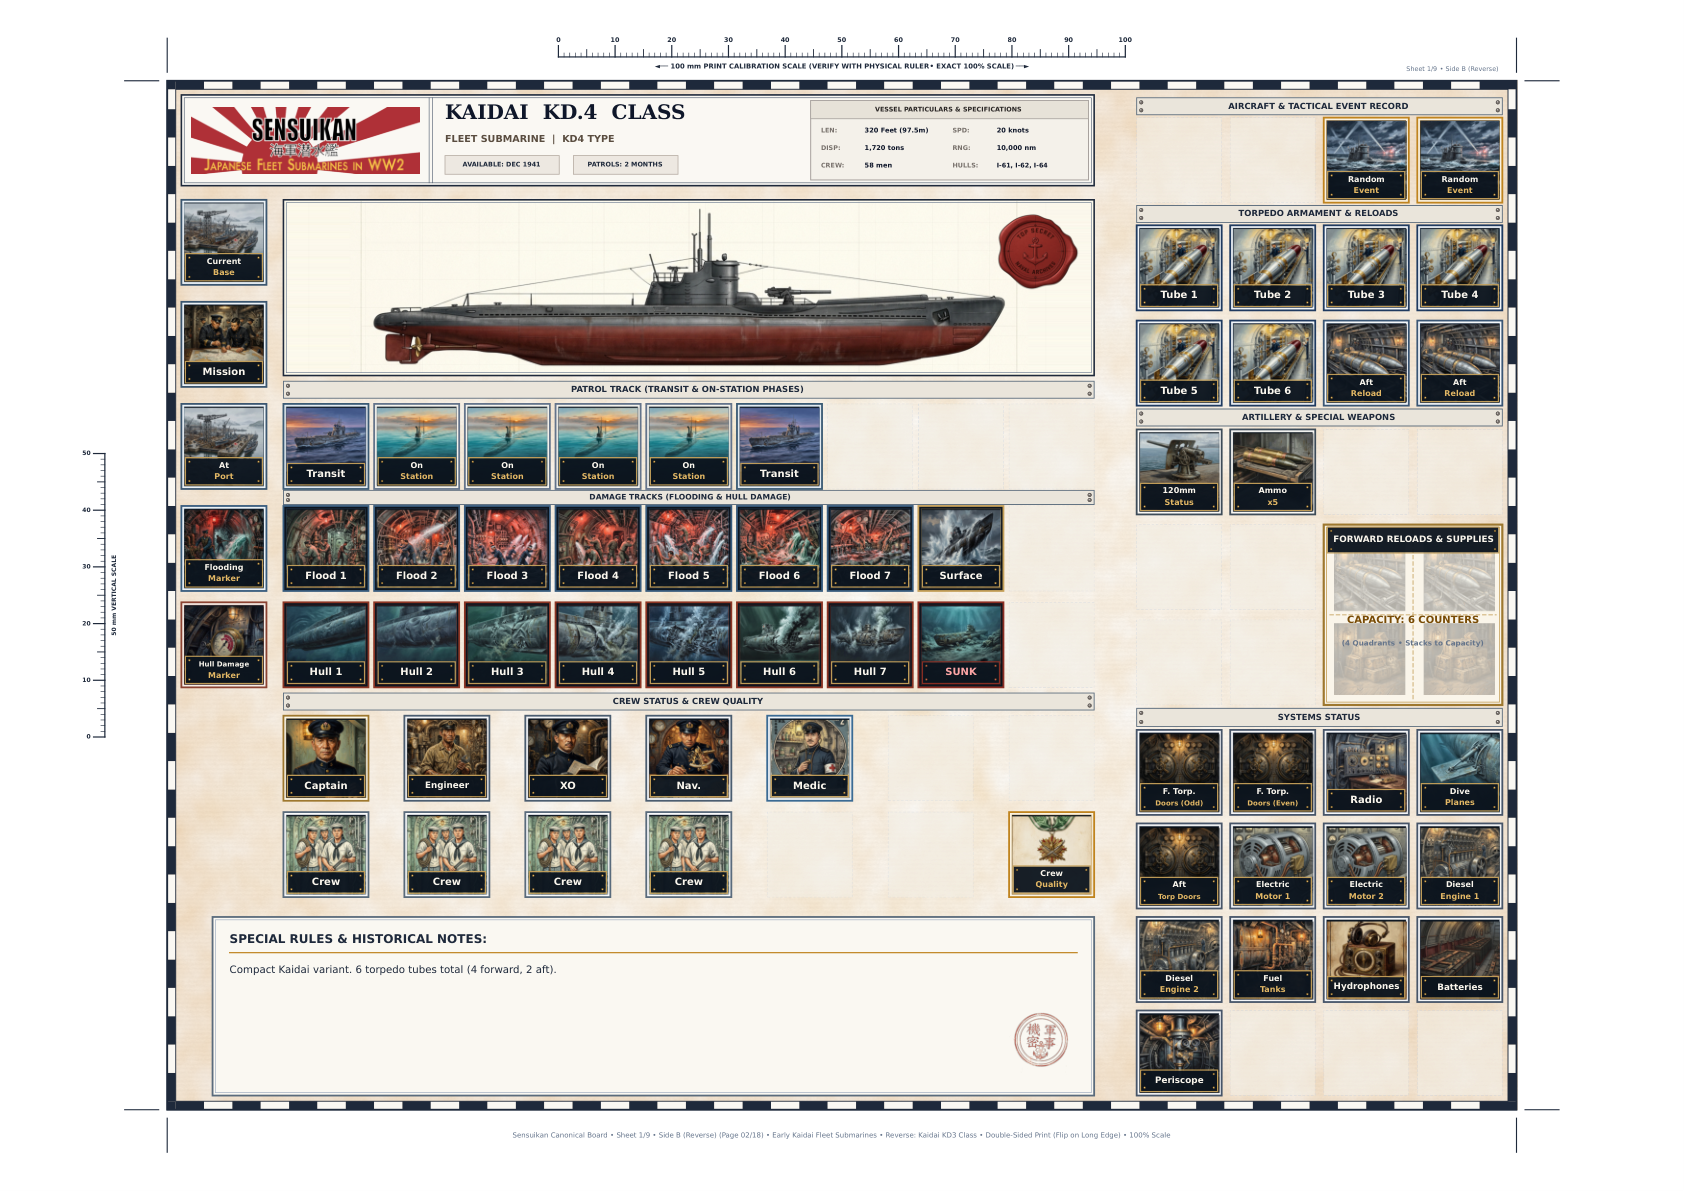 0 10 20 30 40 50 60 70 80 90 100
100 mm PRINT CALIBRATION SCALE (VERIFY WITH PHYSICAL RULER• EXACT 100% SCALE)
Sheet 1/9 • Side B (Reverse)
SENSUIKAN
海軍潜水艦
JAPANESE FLEET SUBMARINES IN WW2
KAIDAI KD.4 CLASS
FLEET SUBMARINE | KD4 TYPE
AVAILABLE: DEC 1941
PATROLS: 2 MONTHS
VESSEL PARTICULARS & SPECIFICATIONS
LEN: 320 Feet (97.5m) SPD: 20 knots
DISP: 1,720 tons RNG: 10,000 nm
CREW: 58 men HULLS: I-61, I-62, I-64
Current
Base
Mission
TOP SECRET
NAVAL ARCHIVES
PATROL TRACK (TRANSIT & ON-STATION PHASES)
At
Port
Transit
On
Station
On
Station
On
Station
On
Station
Transit
DAMAGE TRACKS (FLOODING & HULL DAMAGE)
Flooding
Marker
Flood 1
Flood 2
Flood 3
Flood 4
Flood 5
Flood 6
Flood 7
Surface
Hull Damage
Marker
Hull 1
Hull 2
Hull 3
Hull 4
Hull 5
Hull 6
Hull 7
SUNK
CREW STATUS & CREW QUALITY
Captain
Engineer
XO
Nav.
Medic
Crew
Crew
Crew
Crew
Crew
Quality
SPECIAL RULES & HISTORICAL NOTES:
Compact Kaidai variant. 6 torpedo tubes total (4 forward, 2 aft).
機密
軍事
AIRCRAFT & TACTICAL EVENT RECORD
Random
Event
Random
Event
TORPEDO ARMAMENT & RELOADS
Tube 1
Tube 2
Tube 3
Tube 4
Tube 5
Tube 6
Aft
Reload
Aft
Reload
ARTILLERY & SPECIAL WEAPONS
120mm
Status
Ammo
x5
FORWARD RELOADS & SUPPLIES
CAPACITY: 6 COUNTERS
(4 Quadrants • Stacks to Capacity)
SYSTEMS STATUS
F. Torp.
Doors (Odd)
F. Torp.
Doors (Even)
Radio
Dive
Planes
Aft
Torp Doors
Electric
Motor 1
Electric
Motor 2
Diesel
Engine 1
Diesel
Engine 2
Fuel
Tanks
Hydrophones
Batteries
Periscope
50
40
30
20
10
0
50 mm VERTICAL SCALE
Sensuikan Canonical Board • Sheet 1/9 • Side B (Reverse) (Page 02/18) • Early Kaidai Fleet Submarines • Reverse: Kaidai KD3 Class • Double-Sided Print (Flip on Long Edge) • 100% Scale